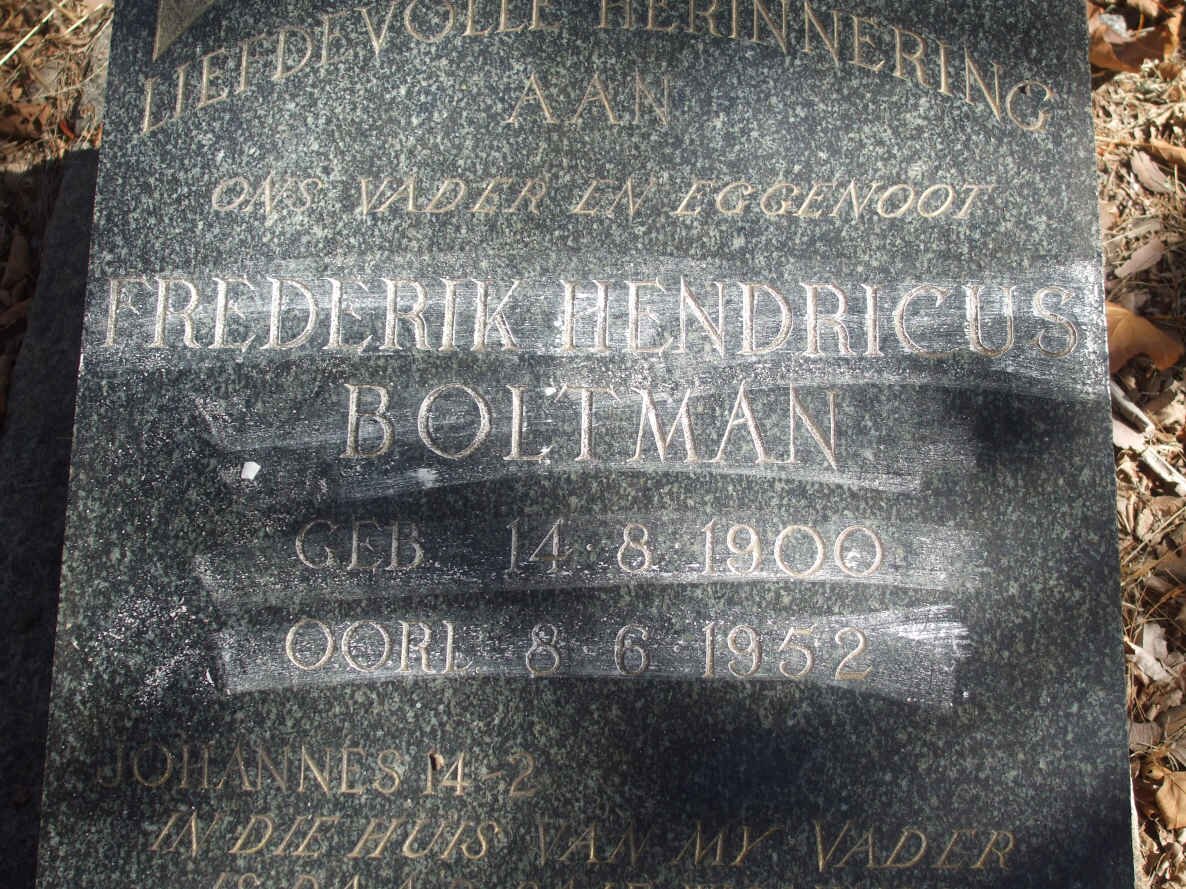 LIEFDEVOLLE HERINNERING
AAN
ONS VADER EN EGGENOOT
FREDERIK HENDRICUS
BOLTMAN
GEB 14·8·1900
OORL 8·6·1952
JOHANNES 14-2
IN DIE HUIS VAN MY VADER